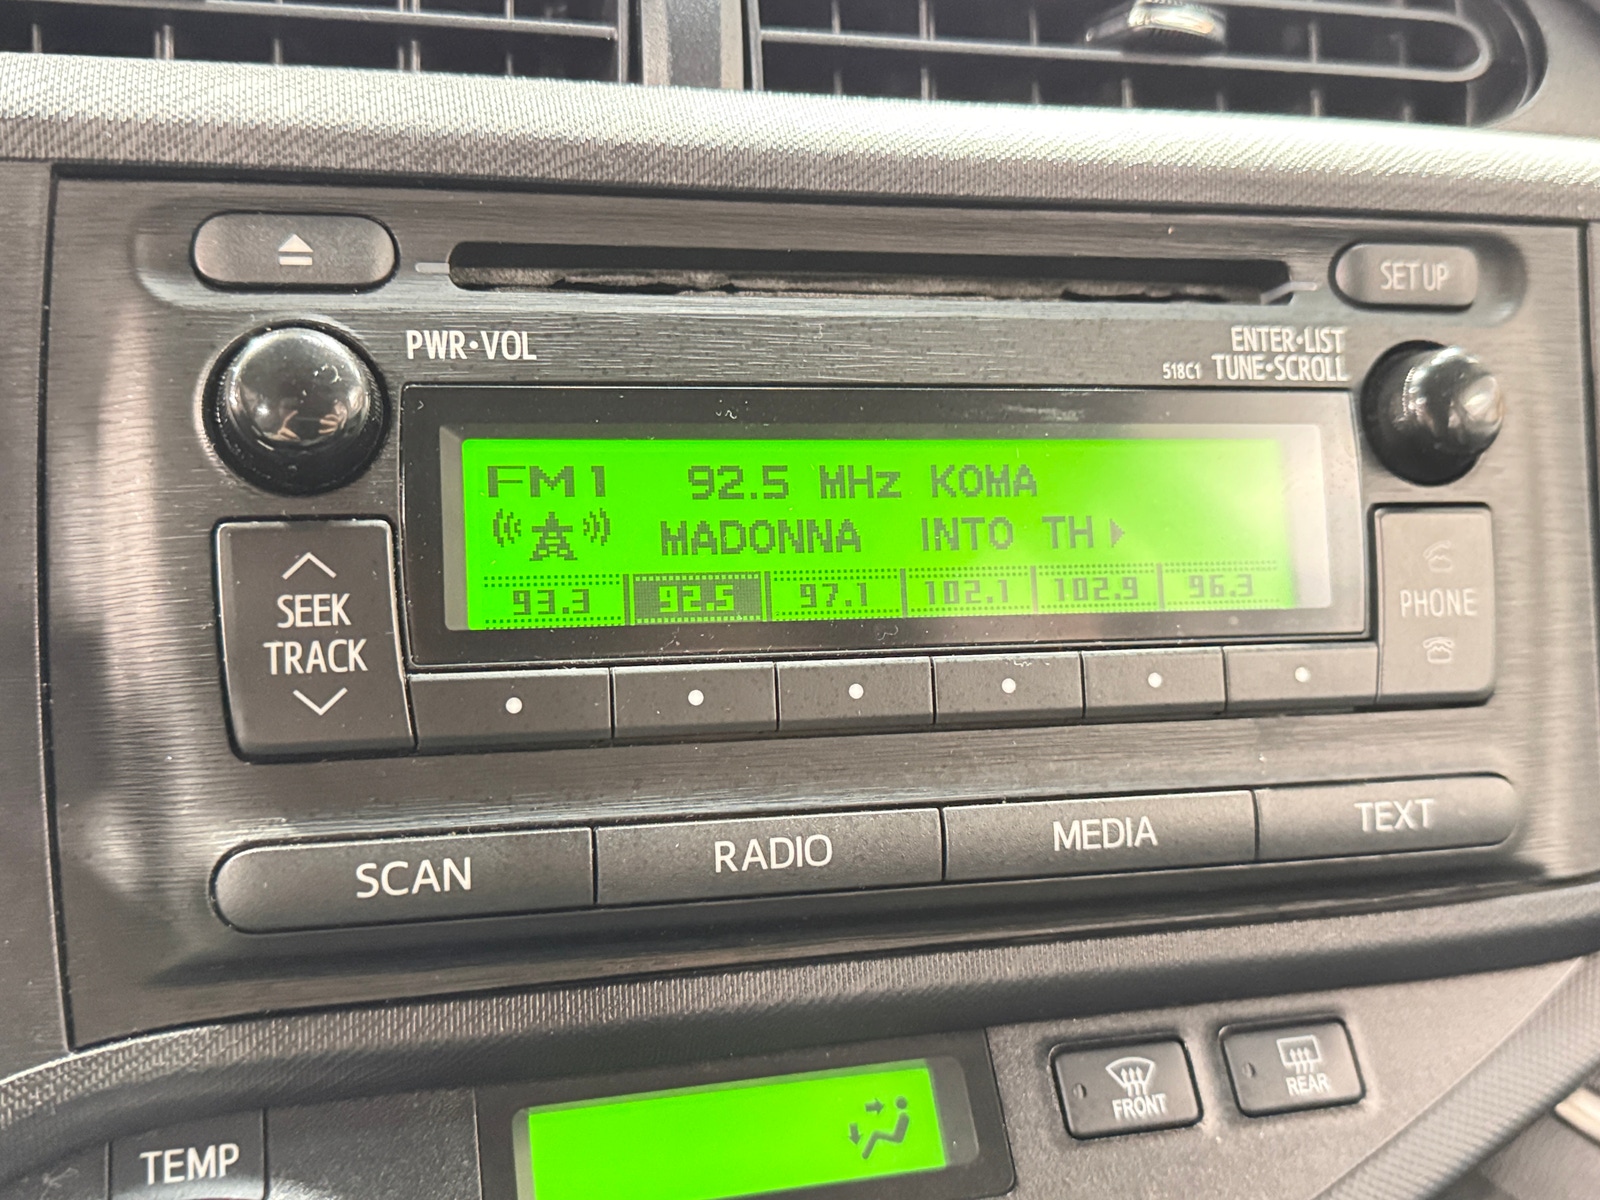 SET UP
PWR•VOL
ENTER•LIST
518C1 TUNE•SCROLL
FM1 92.5 MHz KOMA
MADONNA INTO TH
93.3 92.5 97.1 102.1 102.9 96.3
SEEK
TRACK
PHONE
SCAN RADIO MEDIA TEXT
FRONT REAR
TEMP